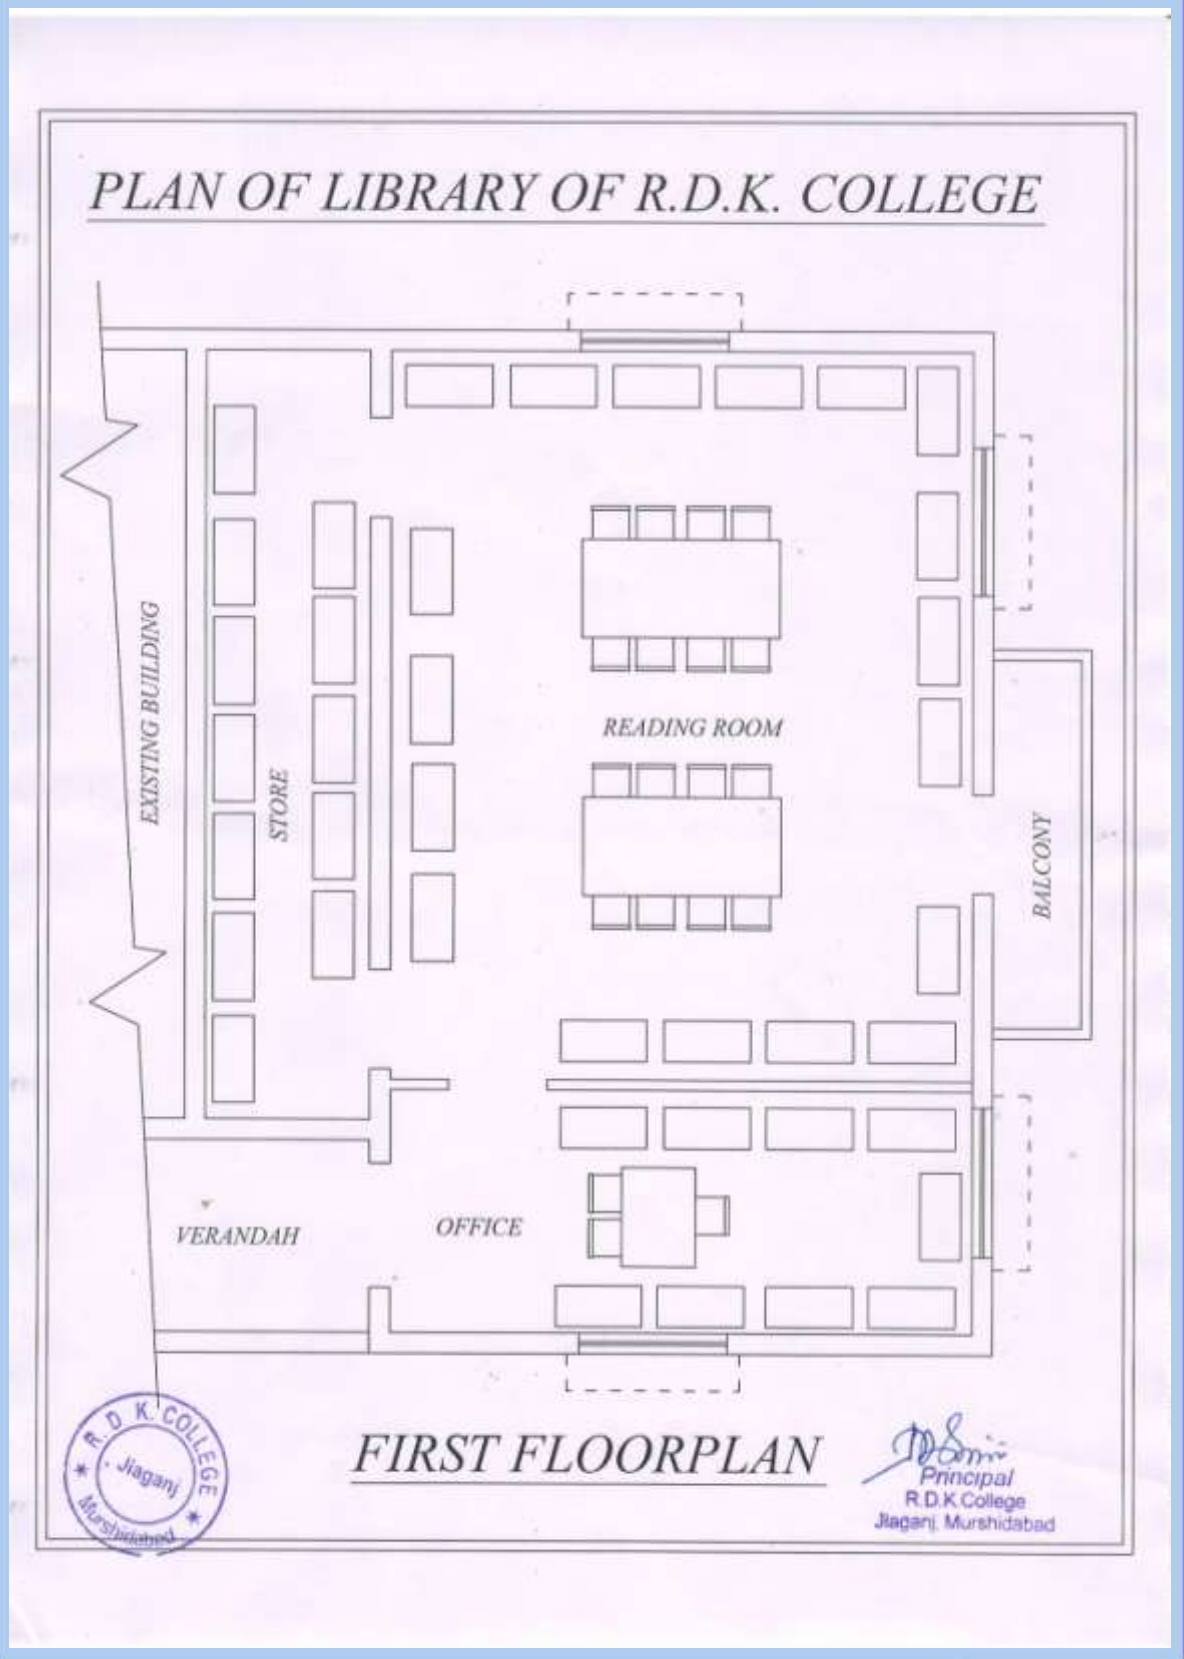 PLAN OF LIBRARY OF R.D.K. COLLEGE
EXISTING BUILDING
STORE
READING ROOM
BALCONY
VERANDAH
OFFICE
FIRST FLOORPLAN
R. D K. COLLEGE
Jiaganj
Murshidabad
Principal
R.D.K.College
Jiaganj, Murshidabad